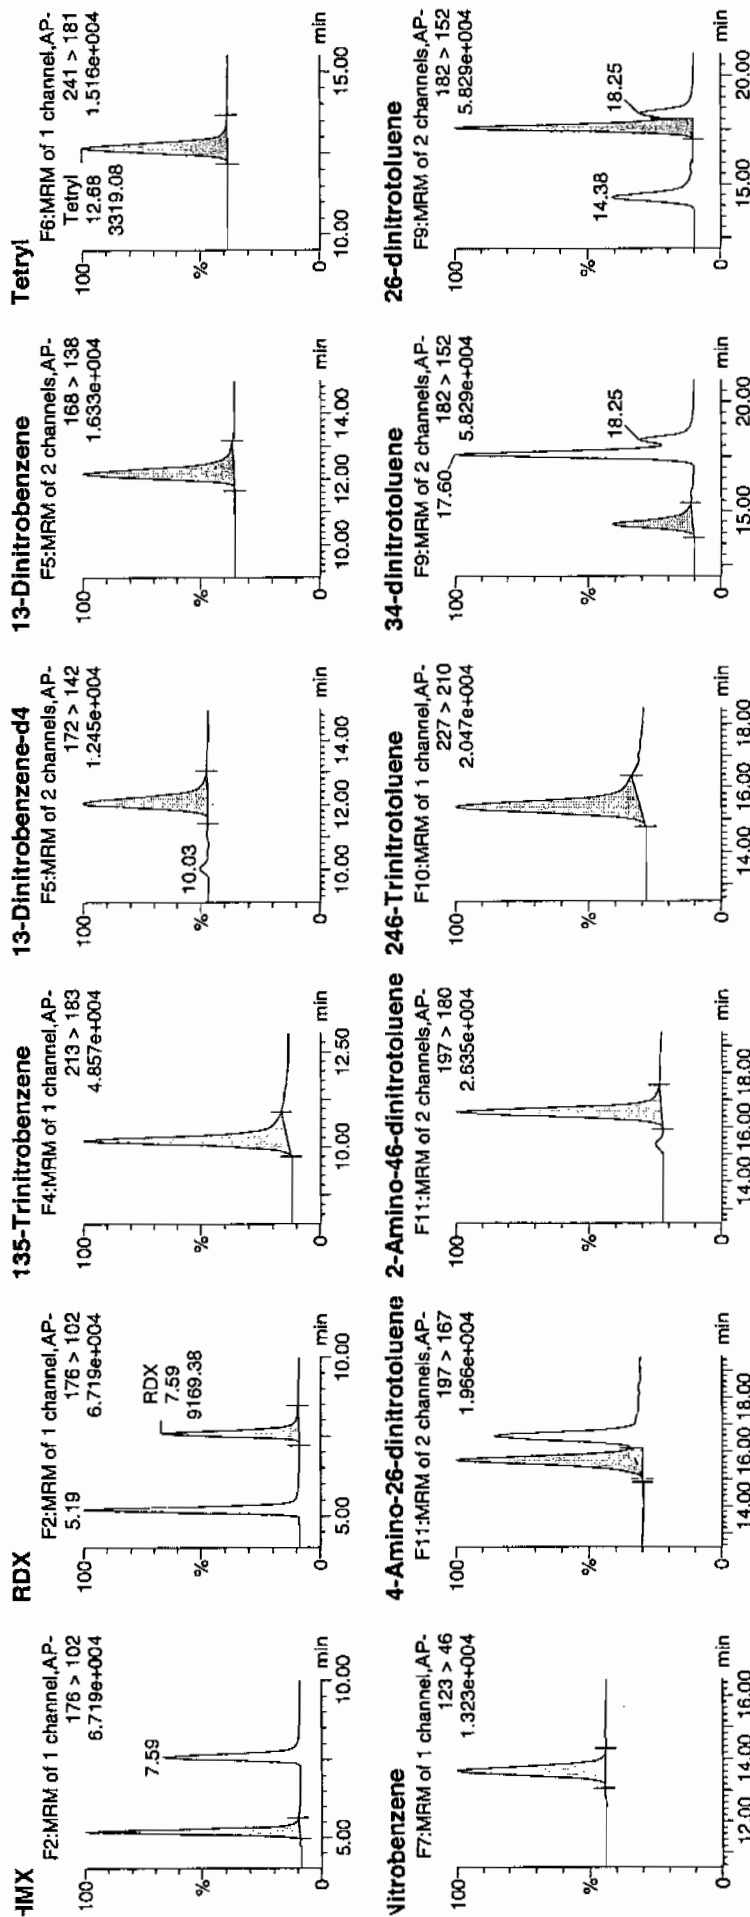 HMX
F2:MRM of 1 channel,AP-
176 > 102
6.719e+004
100
7.59
%
0
min
5.00 10.00
RDX
F2:MRM of 1 channel,AP-
176 > 102
6.719e+004
100
5.19
RDX
7.59
9169.38
%
0
min
5.00 10.00
135-Trinitrobenzene
F4:MRM of 1 channel,AP-
213 > 183
4.857e+004
100
%
0
min
10.00 12.50
13-Dinitrobenzene-d4
F5:MRM of 2 channels,AP-
172 > 142
1.245e+004
100
10.03
%
0
min
10.00 12.00 14.00
13-Dinitrobenzene
F5:MRM of 2 channels,AP-
168 > 138
1.633e+004
100
%
0
min
10.00 12.00 14.00
Tetryl
F6:MRM of 1 channel,AP-
241 > 181
1.516e+004
100
Tetryl
12.68
3319.08
%
0
min
10.00 15.00
Nitrobenzene
F7:MRM of 1 channel,AP-
123 > 46
1.323e+004
100
%
0
min
12.00 14.00 16.00
4-Amino-26-dinitrotoluene
F11:MRM of 2 channels,AP-
197 > 167
1.966e+004
100
%
0
min
14.00 16.00 18.00
2-Amino-46-dinitrotoluene
F11:MRM of 2 channels,AP-
197 > 180
2.635e+004
100
%
0
min
14.00 16.00 18.00
246-Trinitrotoluene
F10:MRM of 1 channel,AP-
227 > 210
2.047e+004
100
%
0
min
14.00 16.00 18.00
34-dinitrotoluene
F9:MRM of 2 channels,AP-
182 > 152
5.829e+004
100
17.60
18.25
%
0
min
15.00 20.00
26-dinitrotoluene
F9:MRM of 2 channels,AP-
182 > 152
5.829e+004
100
14.38
18.25
%
0
min
15.00 20.00